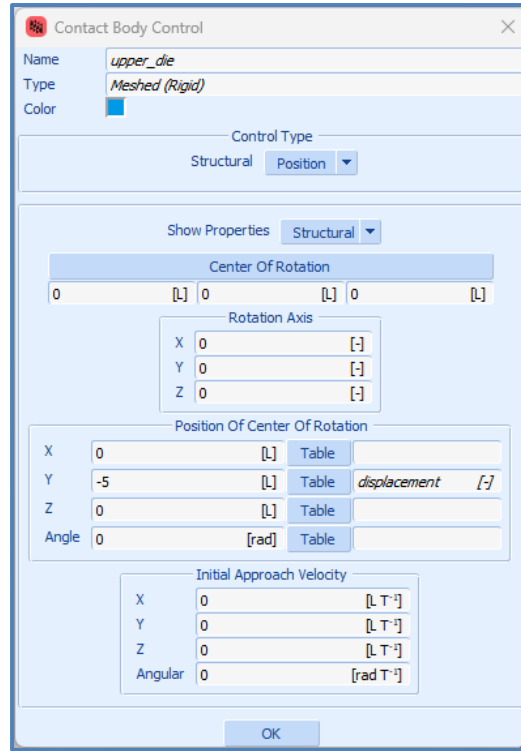 Contact Body Control
Name upper_die
Type Meshed (Rigid)
Color
Control Type
Structural Position
Show Properties Structural
Center Of Rotation
0 [L] 0 [L] 0 [L]
Rotation Axis
X 0 [-]
Y 0 [-]
Z 0 [-]
Position Of Center Of Rotation
X 0 [L] Table
Y -5 [L] Table displacement [-]
Z 0 [L] Table
Angle 0 [rad] Table
Initial Approach Velocity
X 0 [L T⁻¹]
Y 0 [L T⁻¹]
Z 0 [L T⁻¹]
Angular 0 [rad T⁻¹]
OK